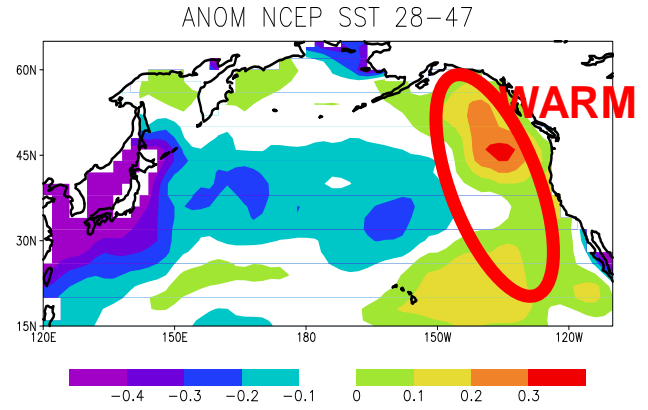 ANOM NCEP SST 28-47
WARM
60N
45N
30N
15N
120E 150E 180 150W 120W
-0.4 -0.3 -0.2 -0.1 0 0.1 0.2 0.3